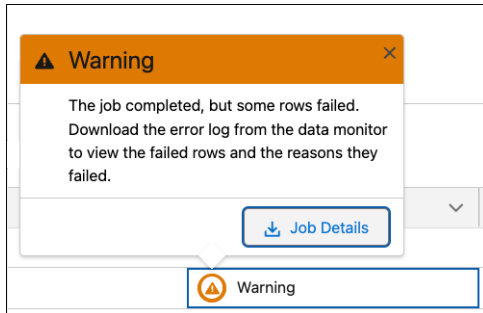 Warning
The job completed, but some rows failed.
Download the error log from the data monitor
to view the failed rows and the reasons they
failed.
Job Details
Warning